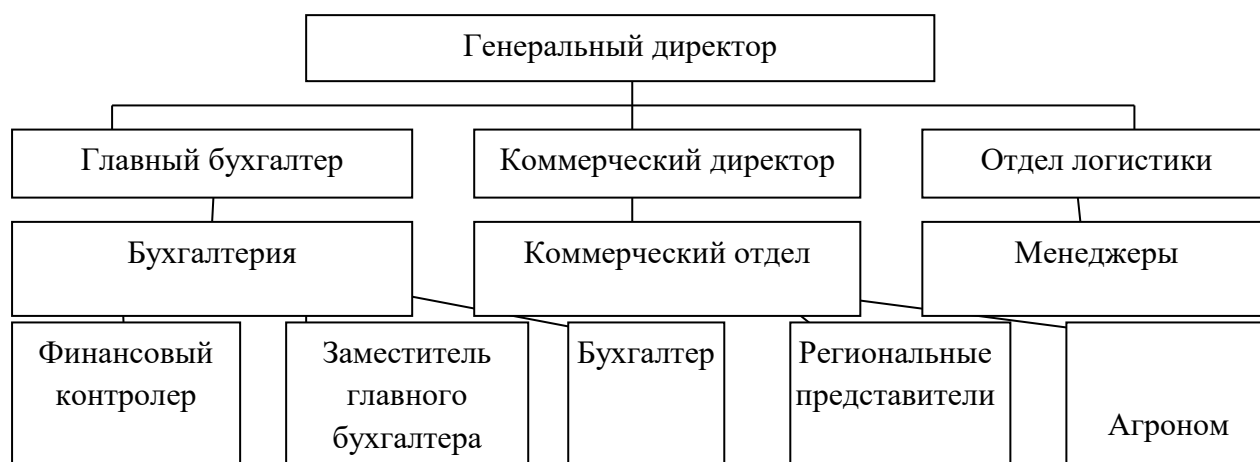 Генеральный директор
Главный бухгалтер
Коммерческий директор
Отдел логистики
Бухгалтерия
Коммерческий отдел
Менеджеры
Финансовый
контролер
Заместитель
главного
бухгалтера
Бухгалтер
Региональные
представители
Агроном